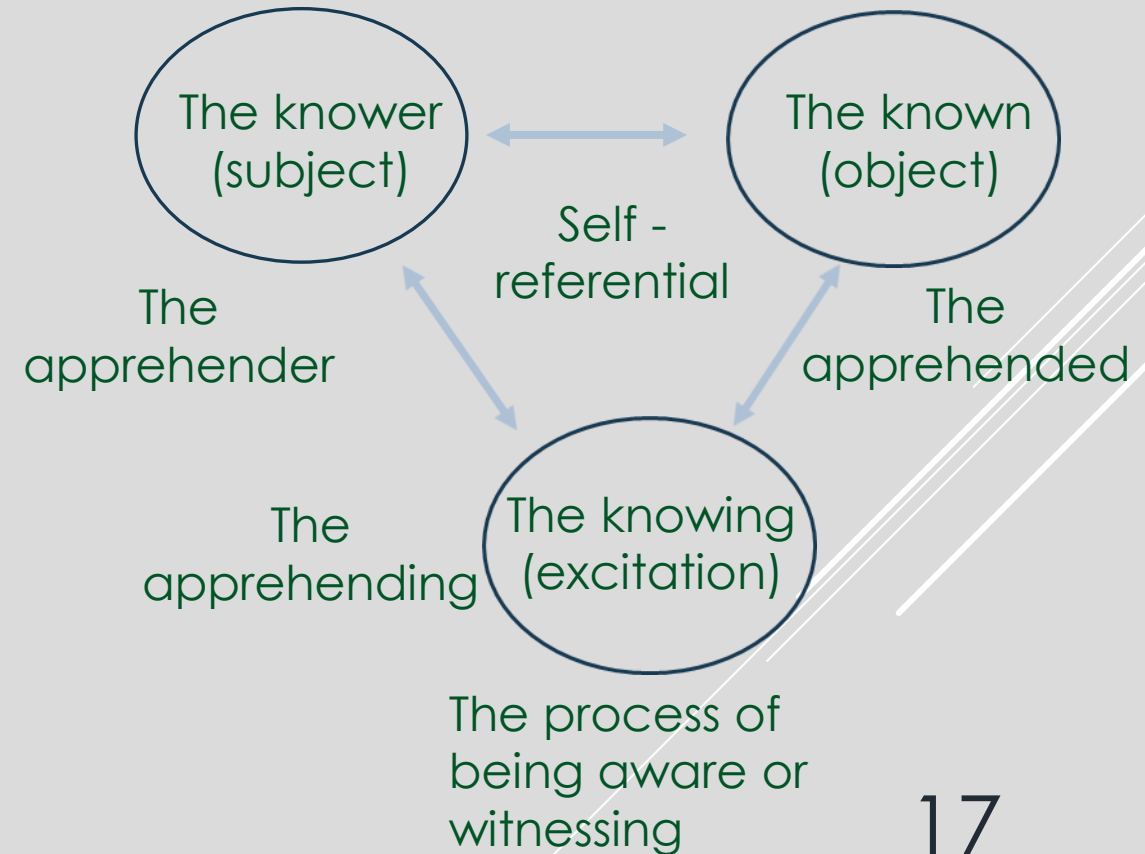 The knower
(subject)
The known
(object)
Self -
referential
The
apprehender
The
apprehended
The
apprehending
The knowing
(excitation)
The process of
being aware or
witnessing
17